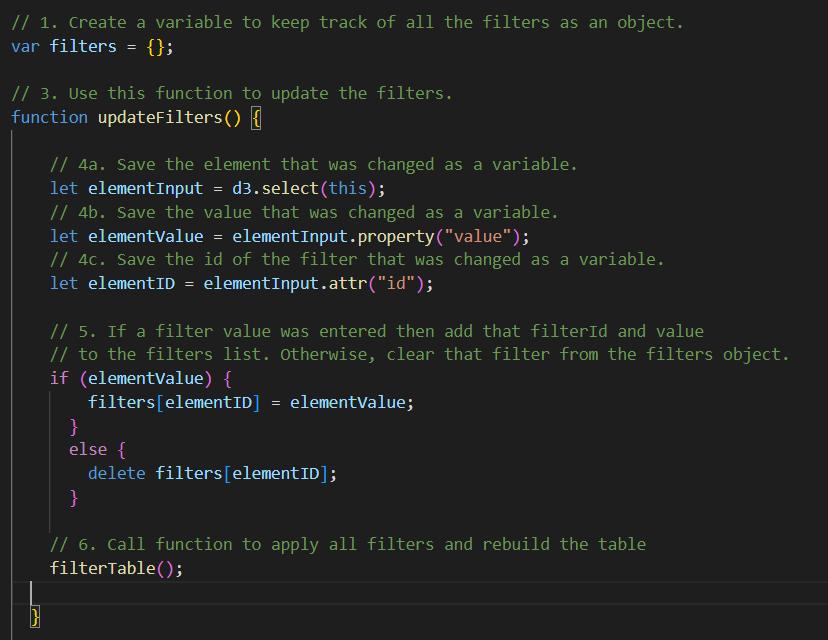 // 1. Create a variable to keep track of all the filters as an object.
var filters = {};
// 3. Use this function to update the filters.
function updateFilters() {
// 4a. Save the element that was changed as a variable.
let elementInput = d3.select(this);
// 4b. Save the value that was changed as a variable.
let elementValue = elementInput.property("value");
// 4c. Save the id of the filter that was changed as a variable.
let elementID = elementInput.attr("id");
// 5. If a filter value was entered then add that filterId and value
// to the filters list. Otherwise, clear that filter from the filters object.
if (elementValue) {
filters[elementID] = elementValue;
}
else {
delete filters[elementID];
}
// 6. Call function to apply all filters and rebuild the table
filterTable();
}